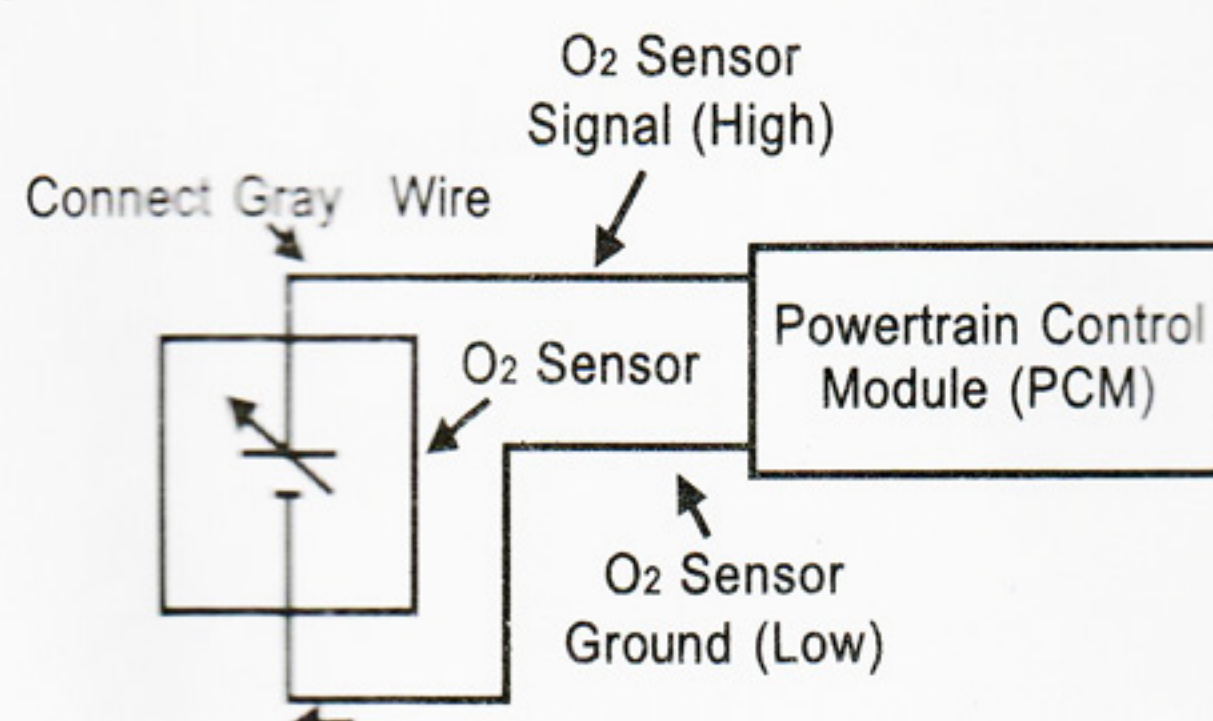 O2 Sensor
Signal (High)
Connect Gray Wire
Powertrain Control
Module (PCM)
O2 Sensor
O2 Sensor
Ground (Low)